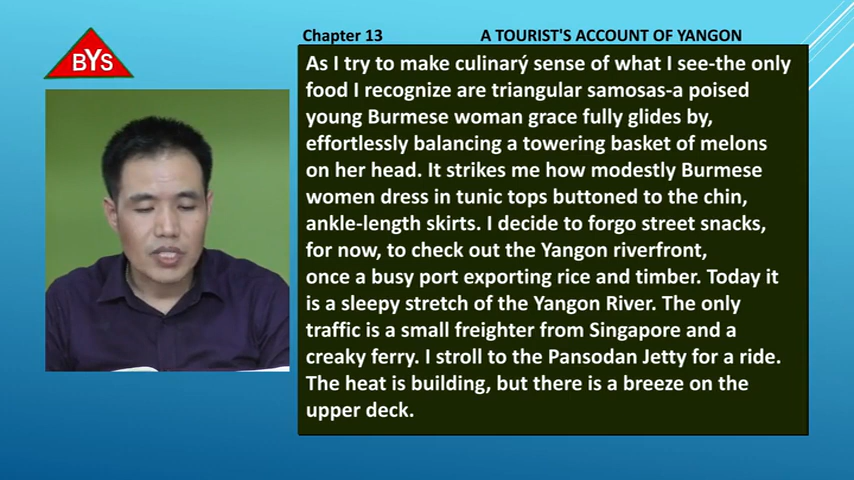 BYS
Chapter 13 A TOURIST'S ACCOUNT OF YANGON
As I try to make culinarý sense of what I see-the only
food I recognize are triangular samosas-a poised
young Burmese woman grace fully glides by,
effortlessly balancing a towering basket of melons
on her head. It strikes me how modestly Burmese
women dress in tunic tops buttoned to the chin,
ankle-length skirts. I decide to forgo street snacks,
for now, to check out the Yangon riverfront,
once a busy port exporting rice and timber. Today it
is a sleepy stretch of the Yangon River. The only
traffic is a small freighter from Singapore and a
creaky ferry. I stroll to the Pansodan Jetty for a ride.
The heat is building, but there is a breeze on the
upper deck.